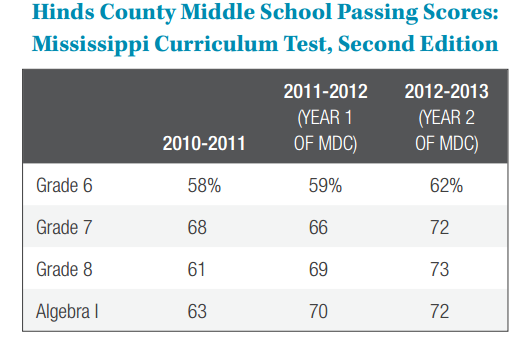 Hinds County Middle School Passing Scores:
Mississippi Curriculum Test, Second Edition
2010-2011 2011-2012 (YEAR 1 OF MDC) 2012-2013 (YEAR 2 OF MDC)
Grade 6 58% 59% 62%
Grade 7 68 66 72
Grade 8 61 69 73
Algebra I 63 70 72